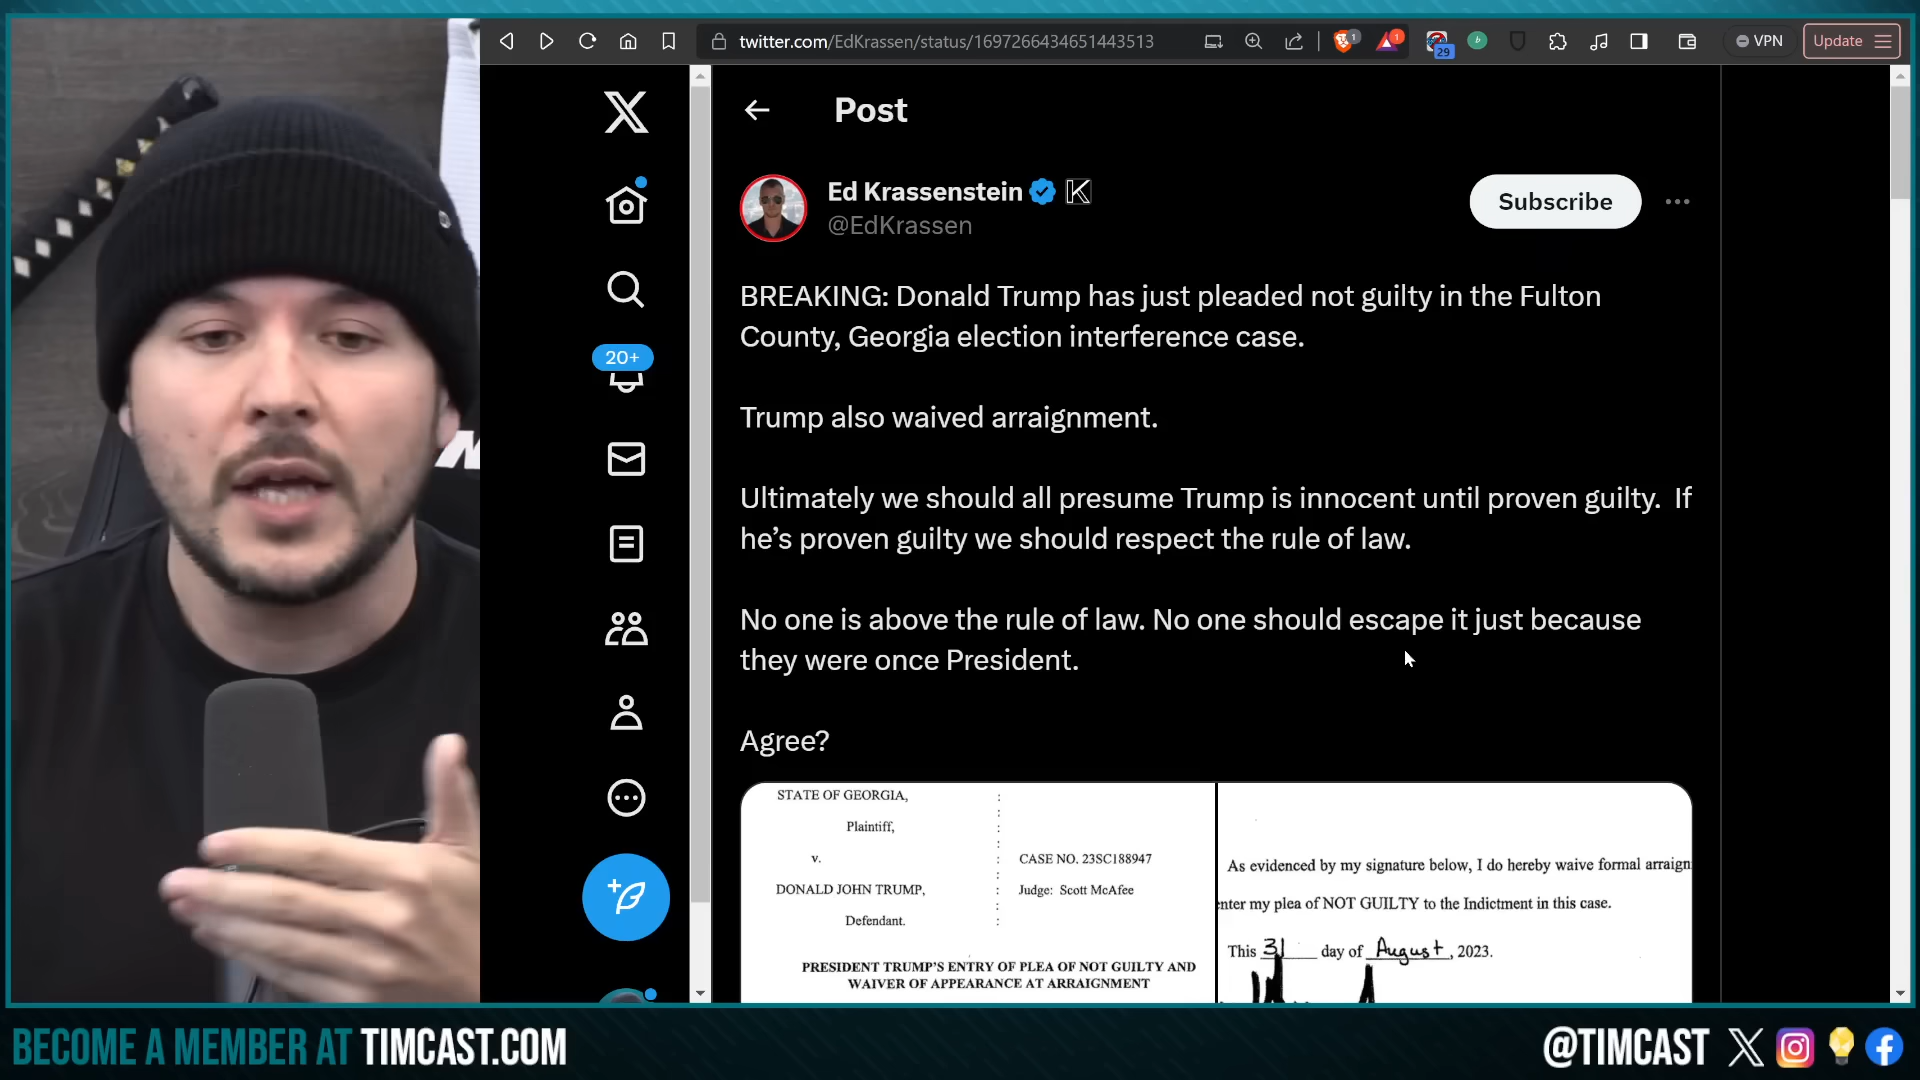 twitter.com/EdKrassen/status/1697266434651443513
1
1
29
VPN
Update
Post
Ed Krassenstein
@EdKrassen
Subscribe
20+
BREAKING: Donald Trump has just pleaded not guilty in the Fulton
County, Georgia election interference case.
Trump also waived arraignment.
Ultimately we should all presume Trump is innocent until proven guilty. If
he’s proven guilty we should respect the rule of law.
No one is above the rule of law. No one should escape it just because
they were once President.
Agree?
STATE OF GEORGIA,
Plaintiff,
v.
DONALD JOHN TRUMP,
Defendant.
CASE NO. 23SC188947
Judge: Scott McAfee
PRESIDENT TRUMP'S ENTRY OF PLEA OF NOT GUILTY AND
WAIVER OF APPEARANCE AT ARRAIGNMENT
As evidenced by my signature below, I do hereby waive formal arraign
nter my plea of NOT GUILTY to the Indictment in this case.
This 31 day of August, 2023.
BECOME A MEMBER AT TIMCAST.COM
@TIMCAST